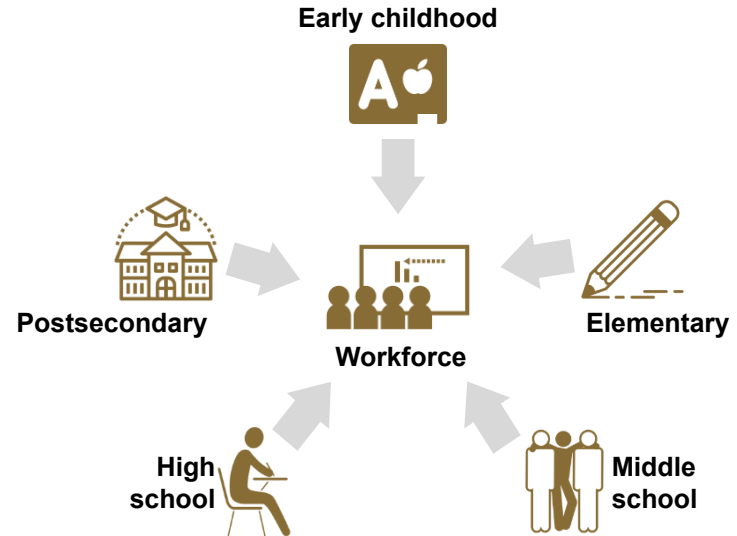 Early childhood
A
Postsecondary
Elementary
Workforce
High
school
Middle
school